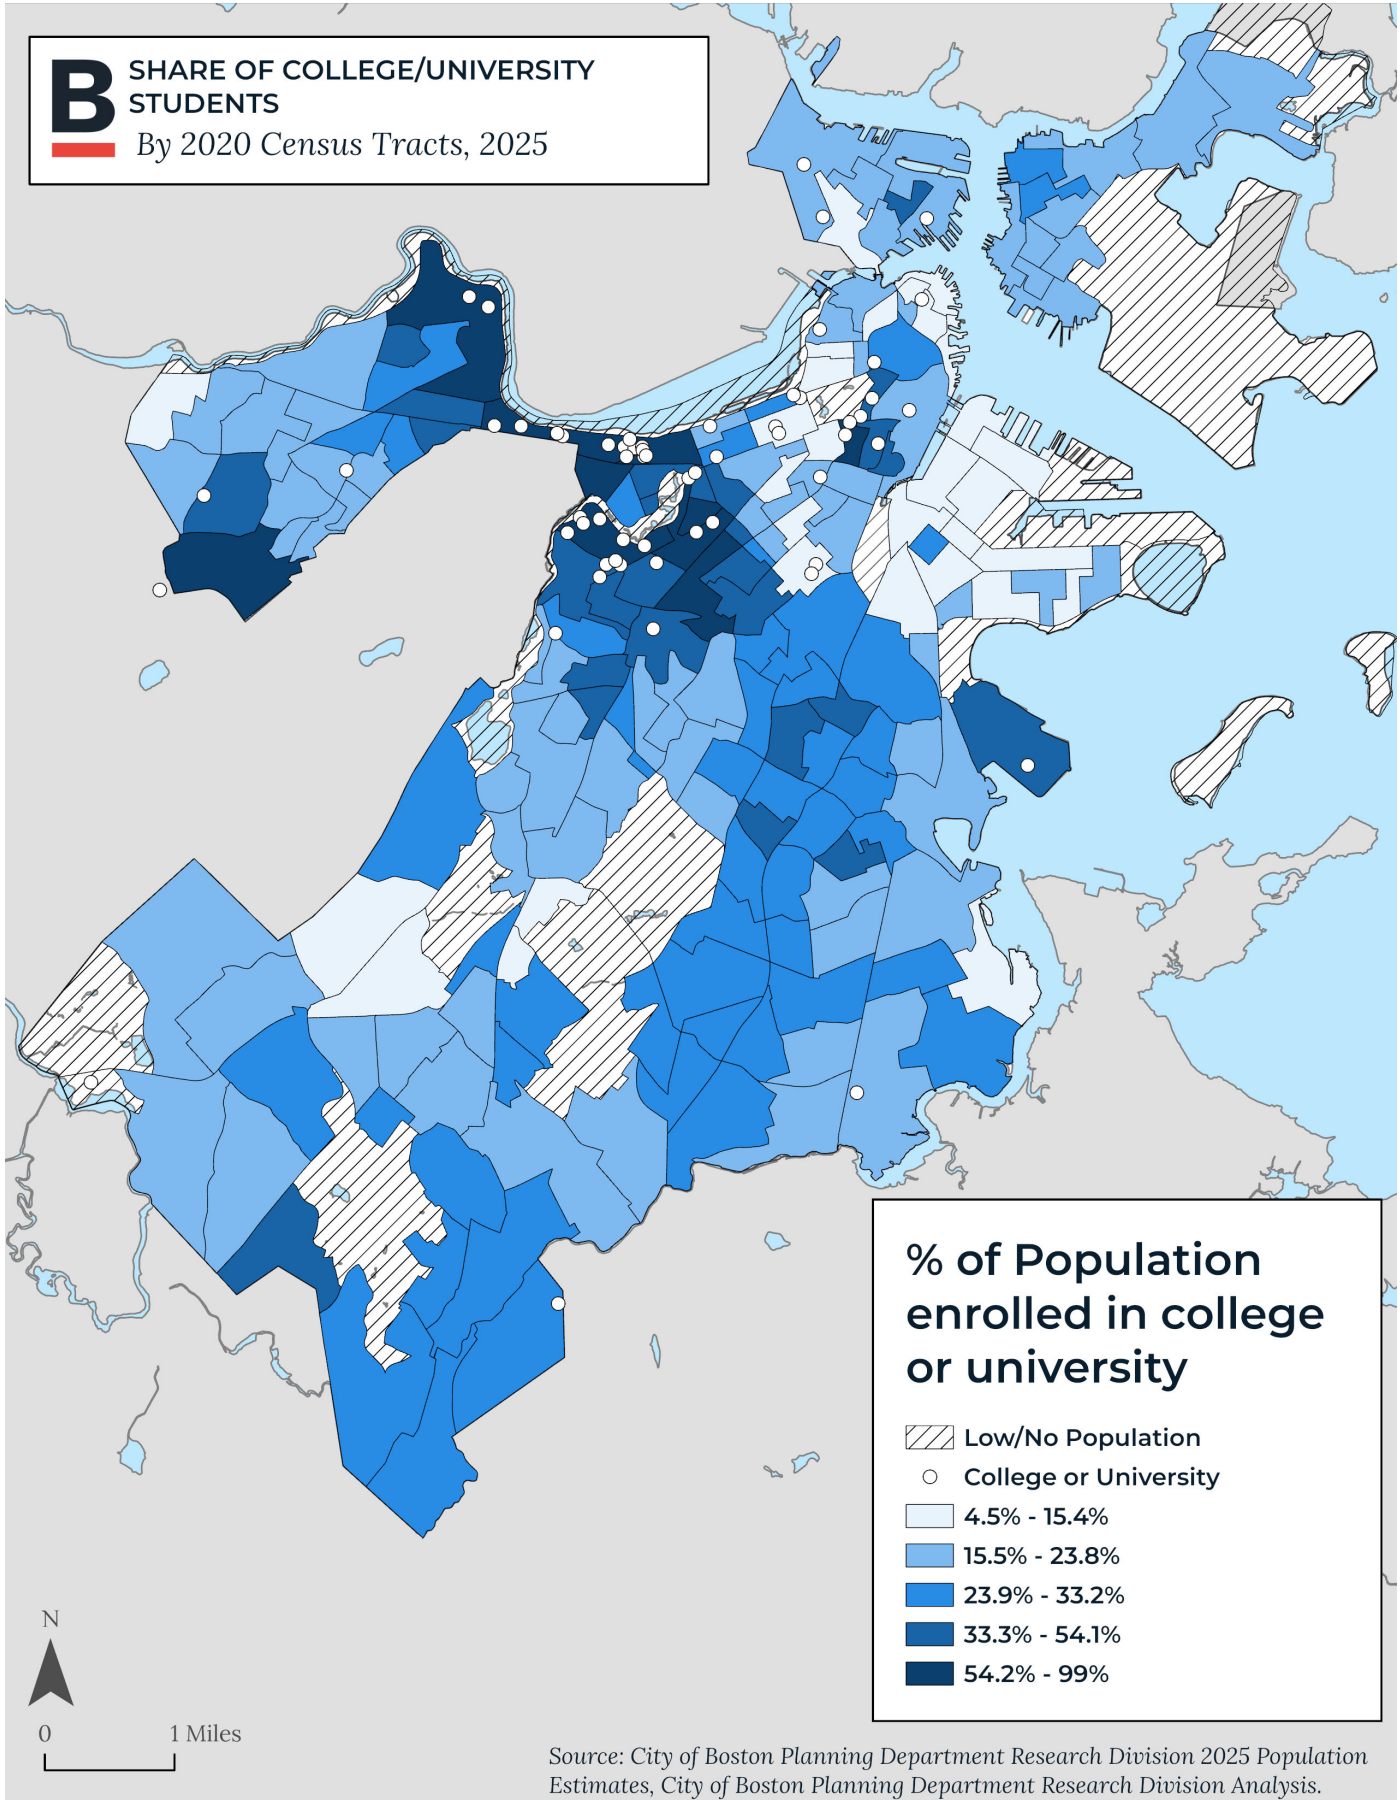 B
SHARE OF COLLEGE/UNIVERSITY
STUDENTS
By 2020 Census Tracts, 2025
% of Population
enrolled in college
or university
Low/No Population
College or University
4.5% - 15.4%
15.5% - 23.8%
23.9% - 33.2%
33.3% - 54.1%
54.2% - 99%
N
0 1 Miles
Source: City of Boston Planning Department Research Division 2025 Population
Estimates, City of Boston Planning Department Research Division Analysis.